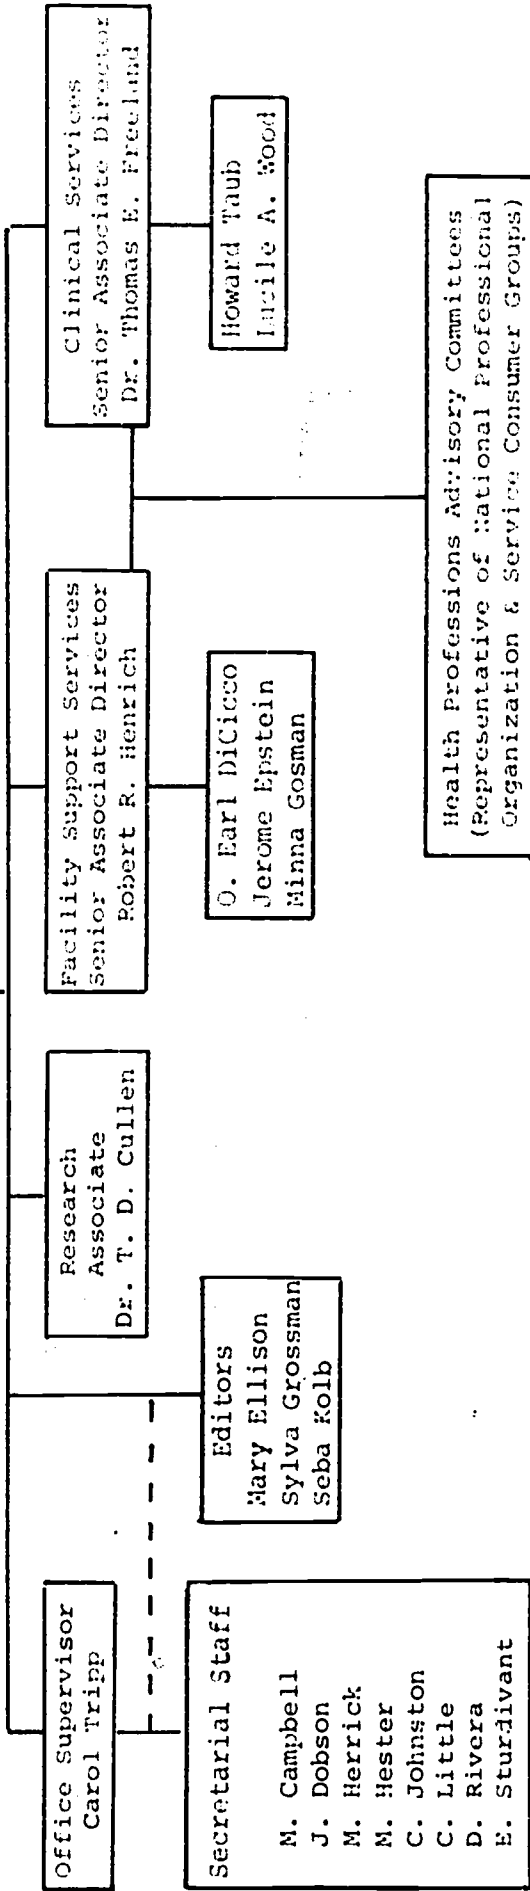 Office Supervisor
Carol Tripp
Secretarial Staff
M. Campbell
J. Dobson
M. Herrick
M. Hester
C. Johnston
C. Little
D. Rivera
E. Sturdivant
Editors
Mary Ellison
Sylva Grossman
Seba Kolb
Research
Associate
Dr. T. D. Cullen
Facility Support Services
Senior Associate Director
Robert R. Henrich
O. Earl DiCicco
Jerome Epstein
Minna Gosman
Clinical Services
Senior Associate Director
Dr. Thomas E. Freeland
Howard Taub
Lucile A. Wood
Health Professions Advisory Committees
(Representative of National Professional
Organization & Service Consumer Groups)